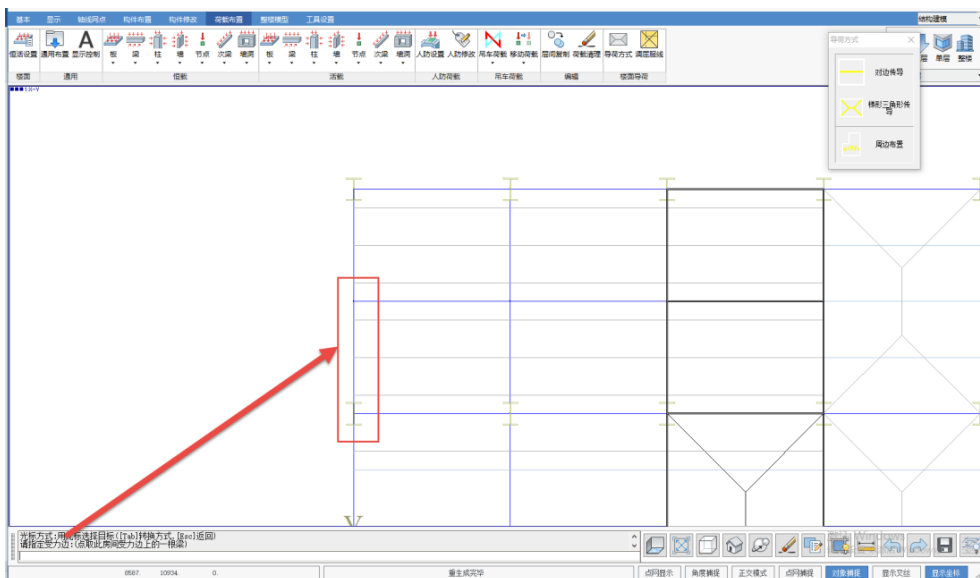 基本 显示 轴线网点 构件布置 构件修改 荷载布置 整楼模型 工具设置
结构建模
恒活设置 通用布置 显示控制 板 梁 柱 墙 节点 次梁 墙洞 板 梁 柱 墙 节点 次梁 墙洞 人防设置 人防修改 吊车荷载 移动荷载 层间复制 荷载清理 导荷方式 调屈服线
层 单层 整楼
楼面 通用 恒载 活载 人防荷载 吊车荷载 编辑 楼面导荷
导荷方式
对边传导
梯形三角形传
导
周边布置
光标方式:用光标选择目标([Tab]转换方式,[Esc]返回)
请指定受力边:(点取此房间受力边上的一根梁)
8587. 10934. 0.
重生成完毕
点网显示 角度捕捉 正交模式 点网捕捉 对象捕捉 显示叉丝 显示坐标